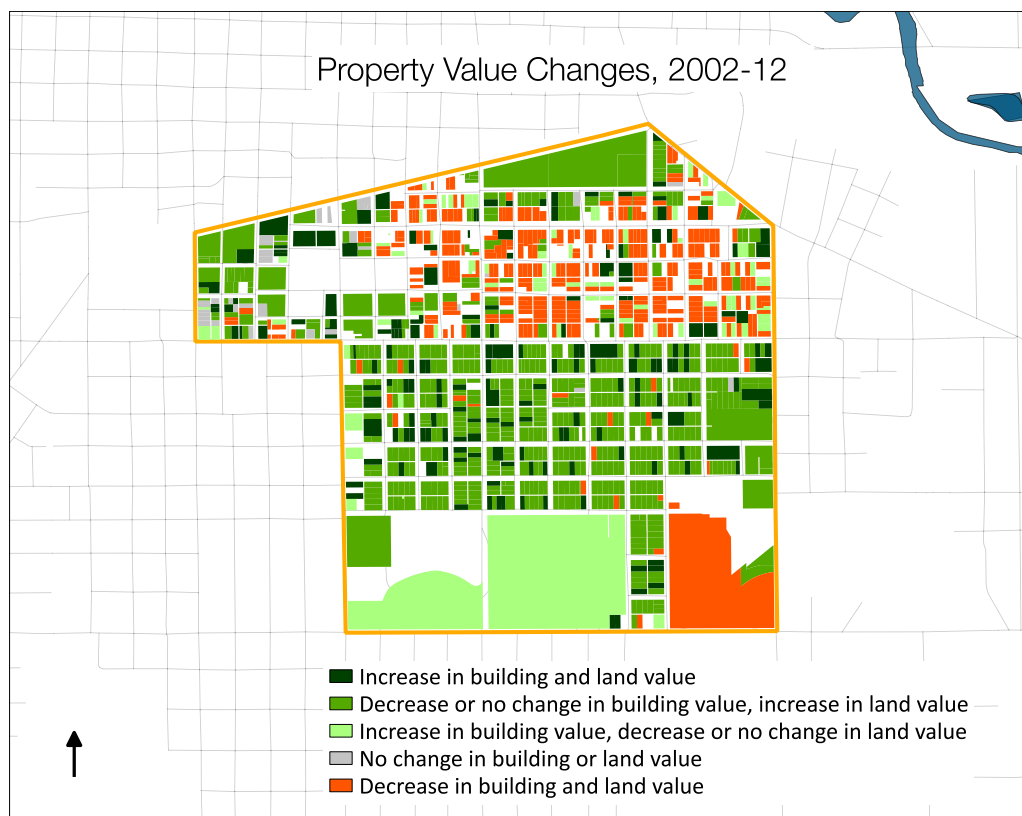 Property Value Changes, 2002-12
Increase in building and land value
Decrease or no change in building value, increase in land value
Increase in building value, decrease or no change in land value
No change in building or land value
Decrease in building and land value